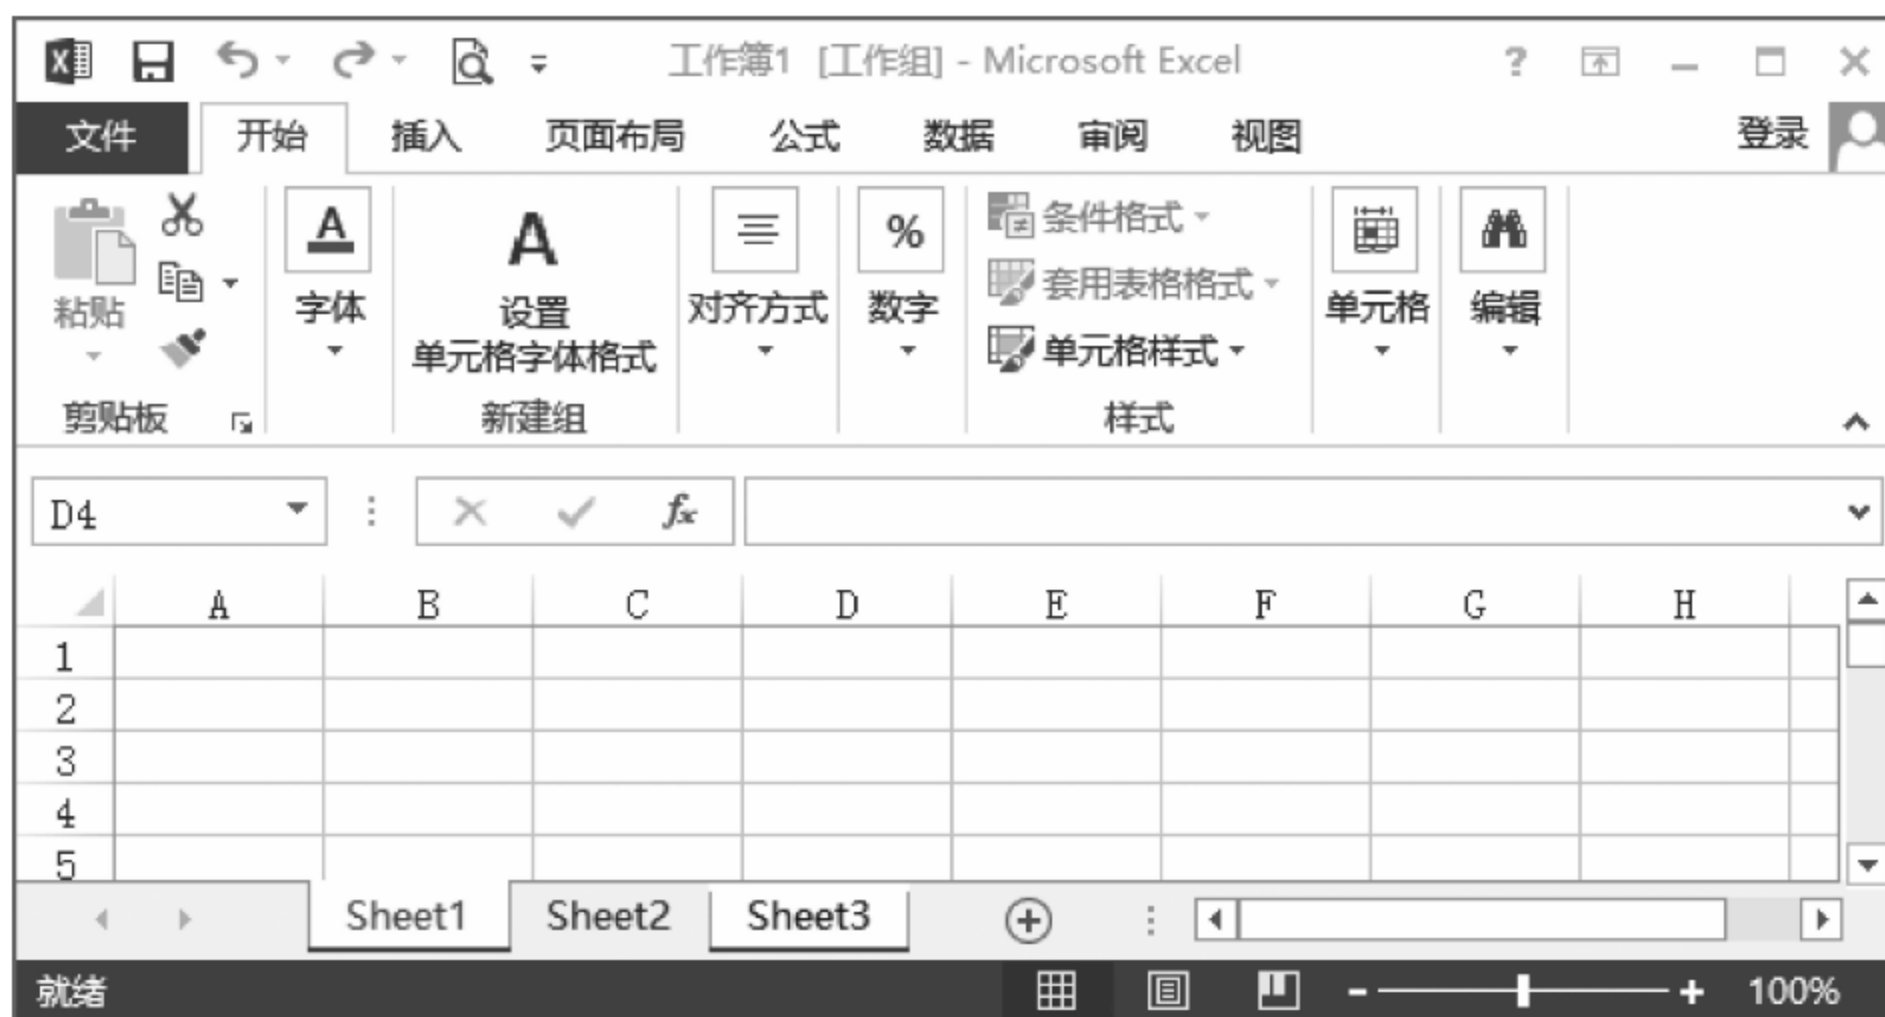 工作簿1 [工作组] - Microsoft Excel ?
文件 开始 插入 页面布局 公式 数据 审阅 视图 登录
粘贴
字体
A
设置
单元格字体格式
对齐方式
%
数字
条件格式
套用表格格式
单元格样式
单元格
编辑
剪贴板 新建组 样式
D4 fx
A B C D E F G H
1
2
3
4
5
Sheet1 Sheet2 Sheet3
就绪 100%